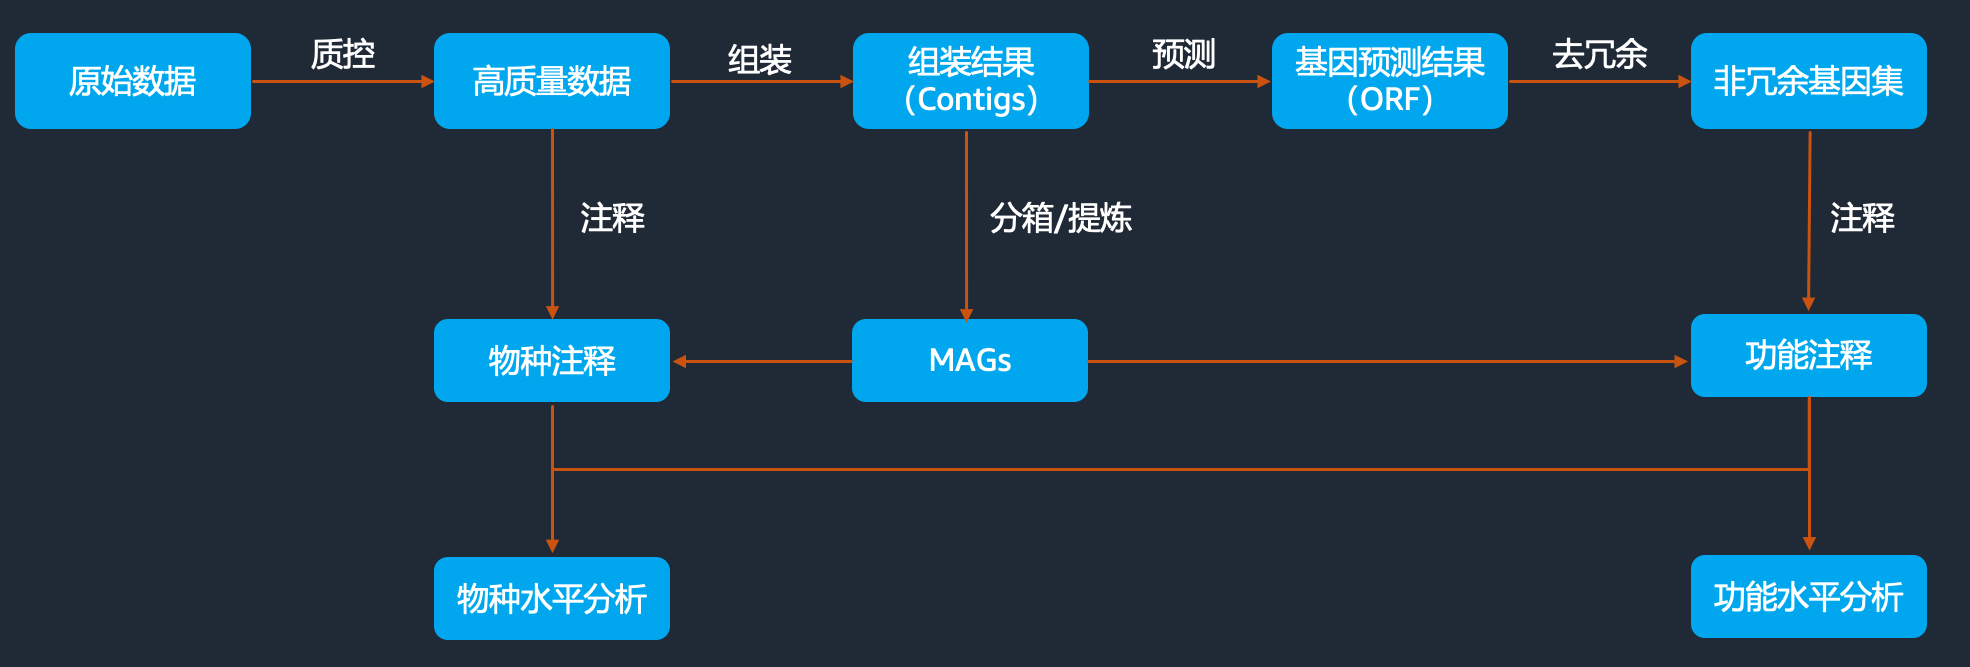 原始数据
质控
高质量数据
组装
组装结果
（Contigs）
预测
基因预测结果
（ORF）
去冗余
非冗余基因集
注释
分箱/提炼
注释
物种注释
MAGs
功能注释
物种水平分析
功能水平分析